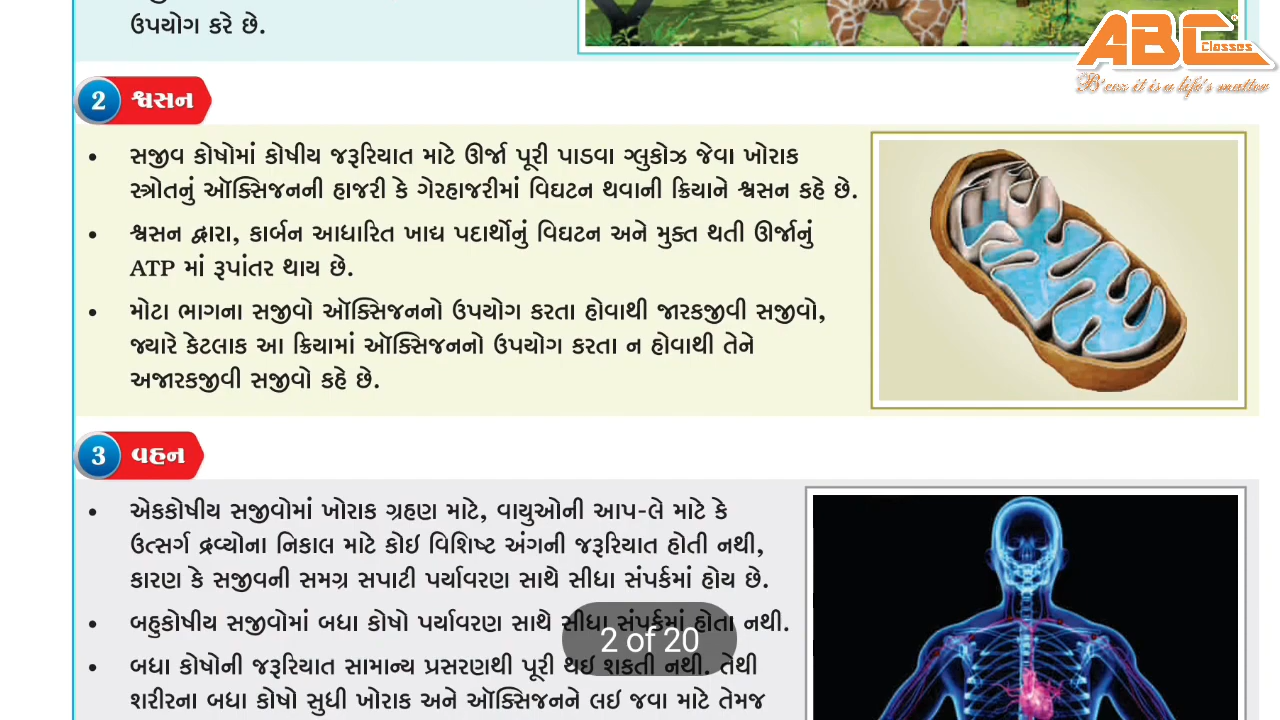 ઉપયોગ કરે છે.
ABC
Classes
B'coz it is a life's matter
2 શ્વસન
• સજીવ કોષોમાં કોષીય જરૂરિયાત માટે ઊર્જા પૂરી પાડવા ગ્લુકોઝ જેવા ખોરાક
સ્ત્રોતનું ઑક્સિજનની હાજરી કે ગેરહાજરીમાં વિઘટન થવાની ક્રિયાને શ્વસન કહે છે.
• શ્વસન દ્વારા, કાર્બન આધારિત ખાદ્ય પદાર્થોનું વિઘટન અને મુક્ત થતી ઊર્જાનું
ATP માં રૂપાંતર થાય છે.
• મોટા ભાગના સજીવો ઑક્સિજનનો ઉપયોગ કરતા હોવાથી જારકજીવી સજીવો,
જ્યારે કેટલાક આ ક્રિયામાં ઑક્સિજનનો ઉપયોગ કરતા ન હોવાથી તેને
અજારકજીવી સજીવો કહે છે.
3 વહન
• એકકોષીય સજીવોમાં ખોરાક ગ્રહણ માટે, વાયુઓની આપ-લે માટે કે
ઉત્સર્ગ દ્રવ્યોના નિકાલ માટે કોઇ વિશિષ્ટ અંગની જરૂરિયાત હોતી નથી,
કારણ કે સજીવની સમગ્ર સપાટી પર્યાવરણ સાથે સીધા સંપર્કમાં હોય છે.
• બહુકોષીય સજીવોમાં બધા કોષો પર્યાવરણ સાથે સીધા સંપર્કમાં હોતા નથી.
2 of 20
• બધા કોષોની જરૂરિયાત સામાન્ય પ્રસરણથી પૂરી થઇ શકતી નથી. તેથી
શરીરના બધા કોષો સુધી ખોરાક અને ઑક્સિજનને લઇ જવા માટે તેમજ